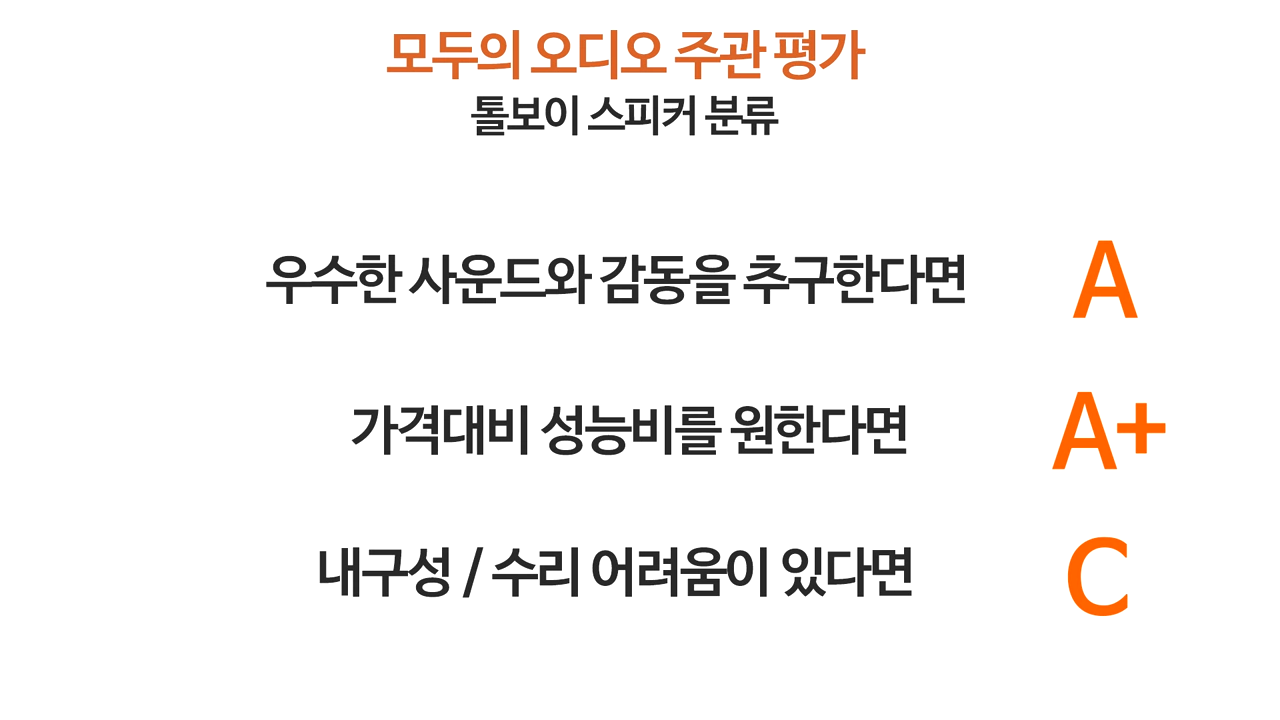 모두의 오디오 주관 평가
톨보이 스피커 분류
우수한 사운드와 감동을 추구한다면 A
가격대비 성능비를 원한다면 A+
내구성 / 수리 어려움이 있다면 C